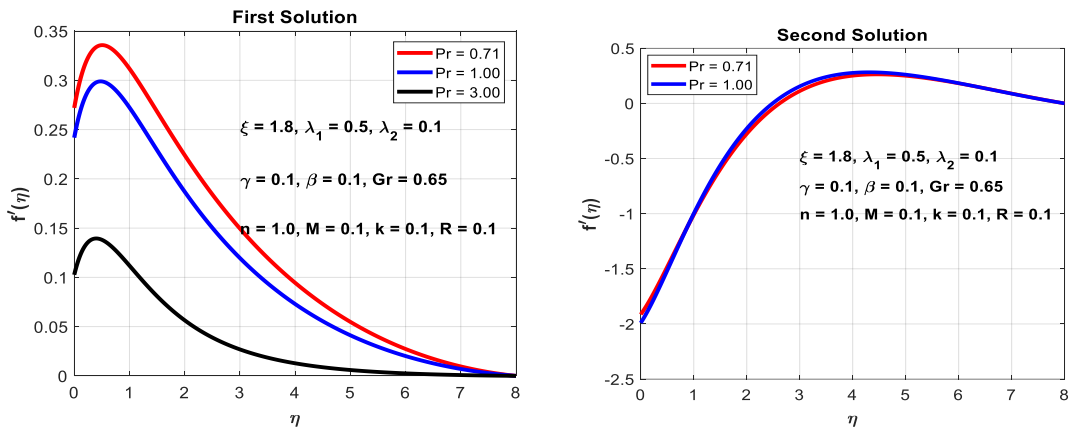 First Solution
0.35
0.30
0.25
0.20
0.15
0.10
0.05
0
0 1 2 3 4 5 6 7 8
f′(η)
η
Pr = 0.71
Pr = 1.00
Pr = 3.00
ξ = 1.8, λ₁ = 0.5, λ₂ = 0.1
γ = 0.1, β = 0.1, Gr = 0.65
n = 1.0, M = 0.1, k = 0.1, R = 0.1
Second Solution
0.5
0
-0.5
-1
-1.5
-2
-2.5
0 1 2 3 4 5 6 7 8
f′(η)
η
Pr = 0.71
Pr = 1.00
ξ = 1.8, λ₁ = 0.5, λ₂ = 0.1
γ = 0.1, β = 0.1, Gr = 0.65
n = 1.0, M = 0.1, k = 0.1, R = 0.1